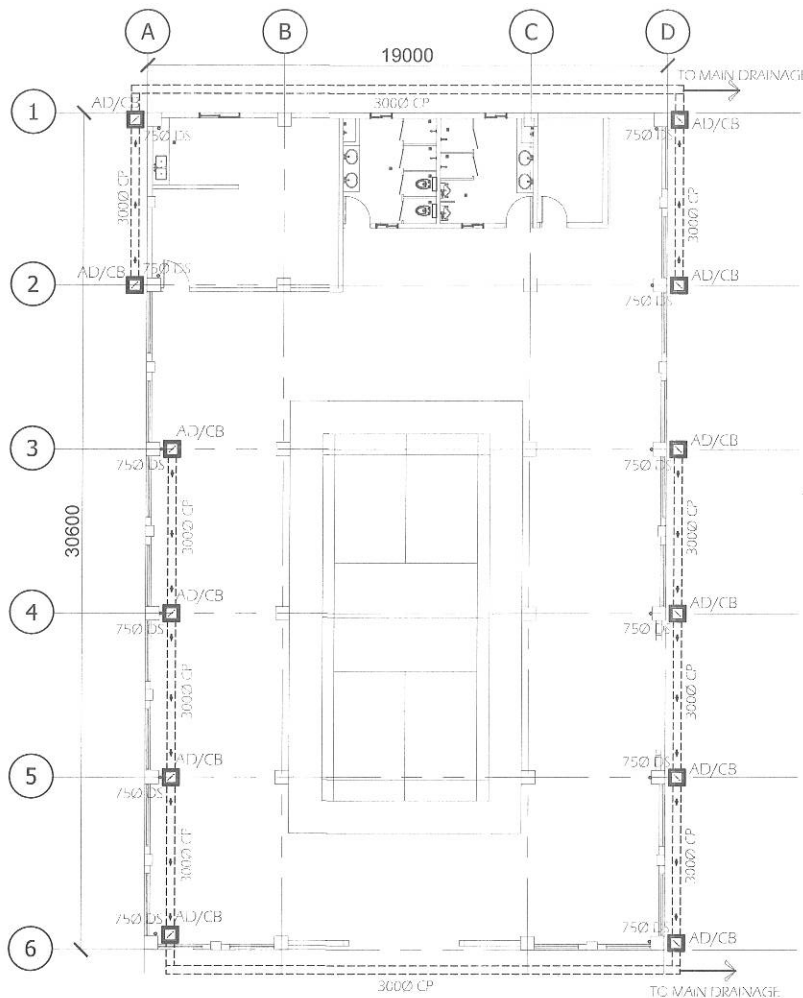 A B C D
19000
TO MAIN DRAINAGE
300Ø CP
1 AD/CB 75Ø DS 75Ø DS AD/CB
300Ø CP 300Ø CP
2 AD/CB 75Ø DS 75Ø DS AD/CB
3 AD/CB 75Ø DS 75Ø DS AD/CB
30600
300Ø CP 300Ø CP
4 AD/CB 75Ø DS 75Ø DS AD/CB
300Ø CP 300Ø CP
5 AD/CB 75Ø DS 75Ø DS AD/CB
300Ø CP 300Ø CP
6 75Ø DS AD/CB 75Ø DS AD/CB
300Ø CP
TO MAIN DRAINAGE